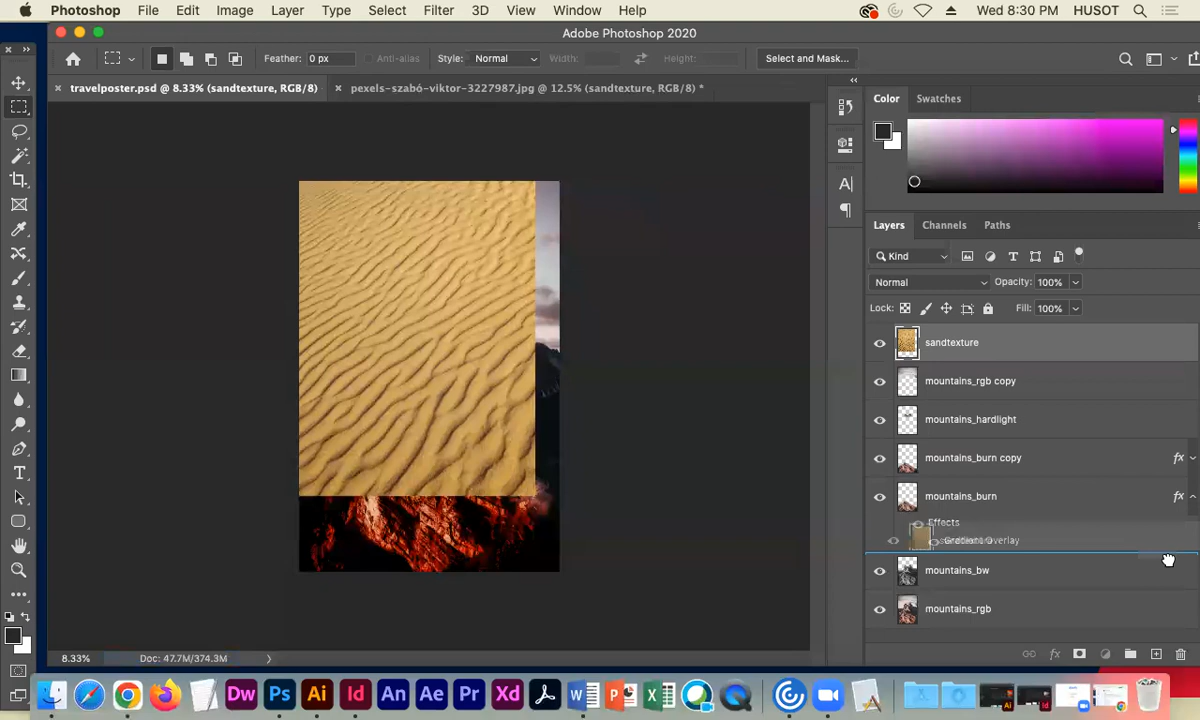 Photoshop File Edit Image Layer Type Select Filter 3D View Window Help Wed 8:30 PM HUSOT
Adobe Photoshop 2020
Feather: 0 px Anti-alias Style: Normal Width: Height: Select and Mask...
travelposter.psd @ 8.33% (sandtexture, RGB/8) pexels-szabó-viktor-3227987.jpg @ 12.5% (sandtexture, RGB/8) *
Color Swatches
Layers Channels Paths
Kind
Normal Opacity: 100%
Lock: Fill: 100%
sandtexture
mountains_rgb copy
mountains_hardlight
mountains_burn copy fx
mountains_burn fx
Effects
Gradient Overlay
mountains_bw
mountains_rgb
8.33% Doc: 47.7M/374.3M
Dw Ps Ai Id An Ae Pr Xd